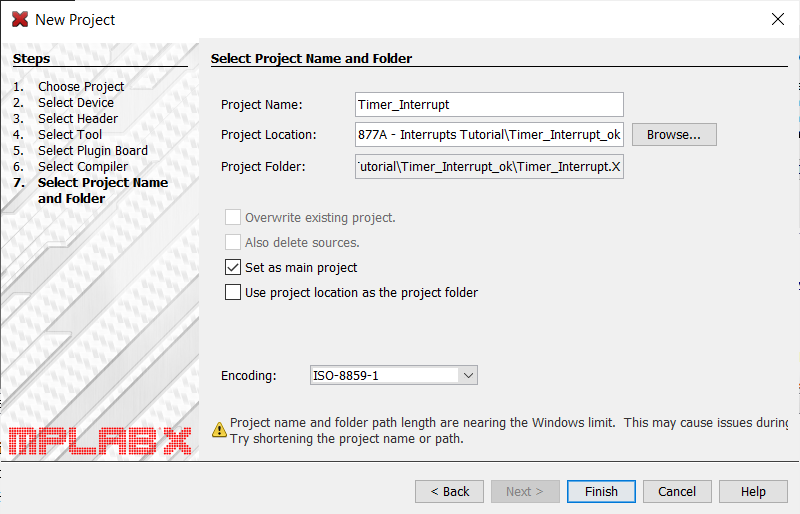 New Project
Steps
1. Choose Project
2. Select Device
3. Select Header
4. Select Tool
5. Select Plugin Board
6. Select Compiler
7. Select Project Name
and Folder
MPLAB X
Select Project Name and Folder
Project Name: Timer_Interrupt
Project Location: 877A - Interrupts Tutorial\Timer_Interrupt_ok Browse...
Project Folder: utorial\Timer_Interrupt_ok\Timer_Interrupt.X
Overwrite existing project.
Also delete sources.
Set as main project
Use project location as the project folder
Encoding: ISO-8859-1
Project name and folder path length are nearing the Windows limit. This may cause issues during
Try shortening the project name or path.
< Back Next > Finish Cancel Help